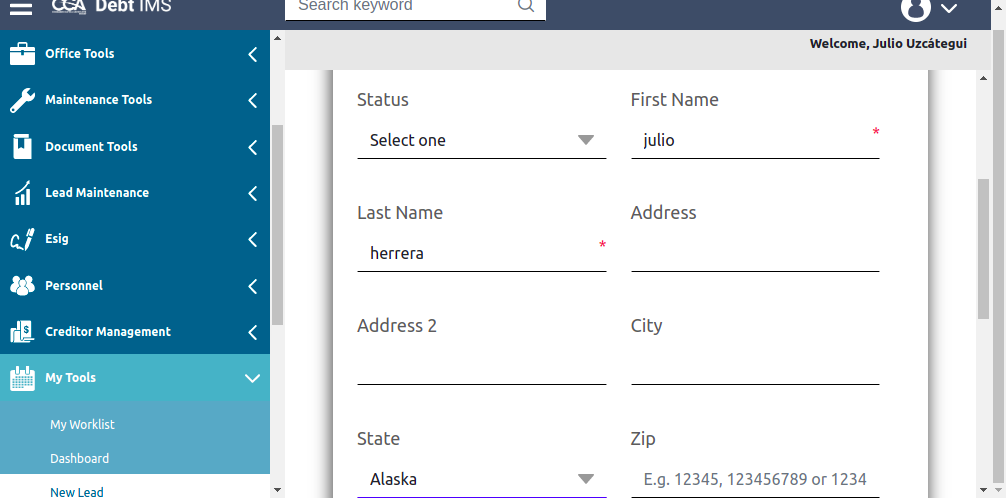 CCA Debt IMS
Search keyword
Welcome, Julio Uzcátegui
Office Tools
Maintenance Tools
Document Tools
Lead Maintenance
Esig
Personnel
Creditor Management
My Tools
My Worklist
Dashboard
New Lead
Status
First Name
Select one
julio
*
Last Name
Address
herrera
*
Address 2
City
State
Zip
Alaska
E.g. 12345, 123456789 or 1234